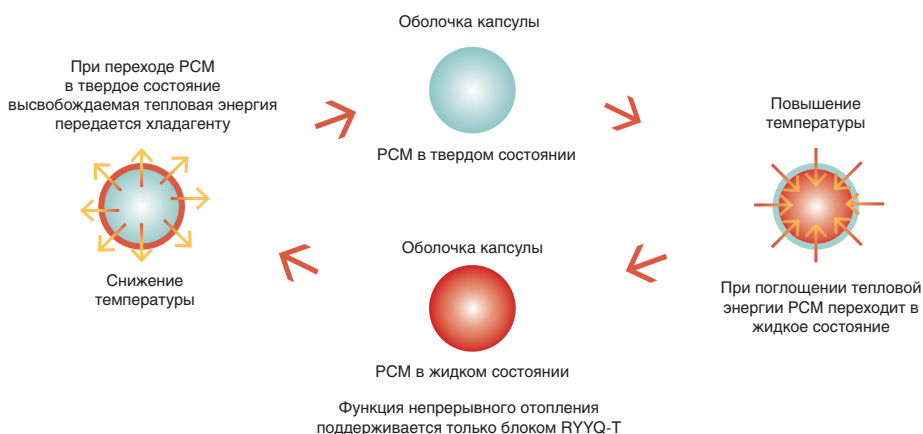 Оболочка капсулы
При переходе PCM
в твердое состояние
высвобождаемая тепловая энергия
передается хладагенту
PCM в твердом состоянии
Повышение
температуры
Снижение
температуры
Оболочка капсулы
При поглощении тепловой
энергии PCM переходит в
жидкое состояние
PCM в жидком состоянии
Функция непрерывного отопления
поддерживается только блоком RYYQ-T